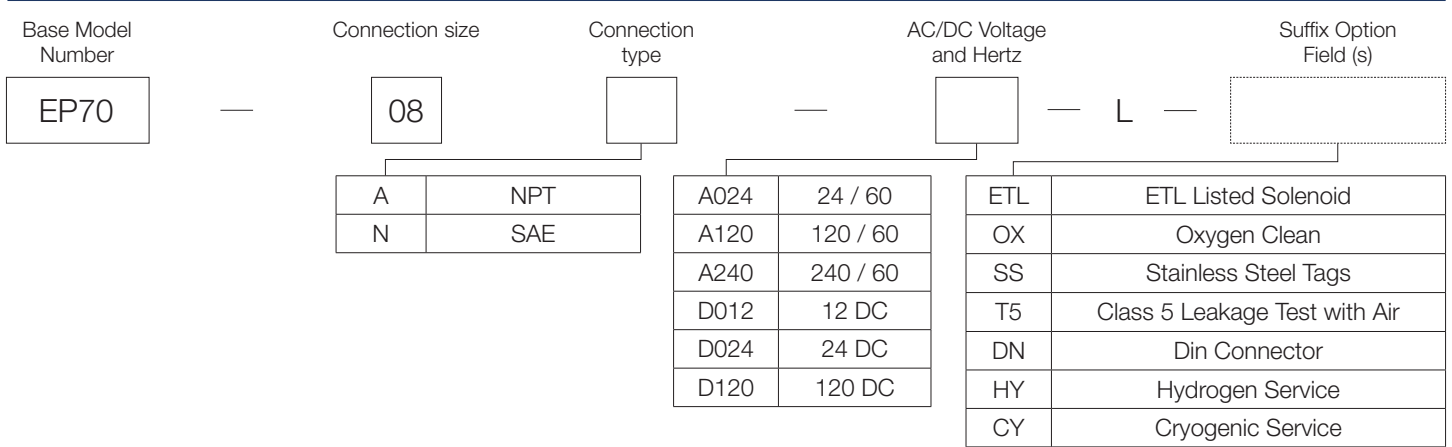 Base Model Number
Connection size
Connection type
AC/DC Voltage and Hertz
Suffix Option Field (s)
EP70 — 08 — — L —
A NPT
N SAE
A024 24 / 60
A120 120 / 60
A240 240 / 60
D012 12 DC
D024 24 DC
D120 120 DC
ETL ETL Listed Solenoid
OX Oxygen Clean
SS Stainless Steel Tags
T5 Class 5 Leakage Test with Air
DN Din Connector
HY Hydrogen Service
CY Cryogenic Service